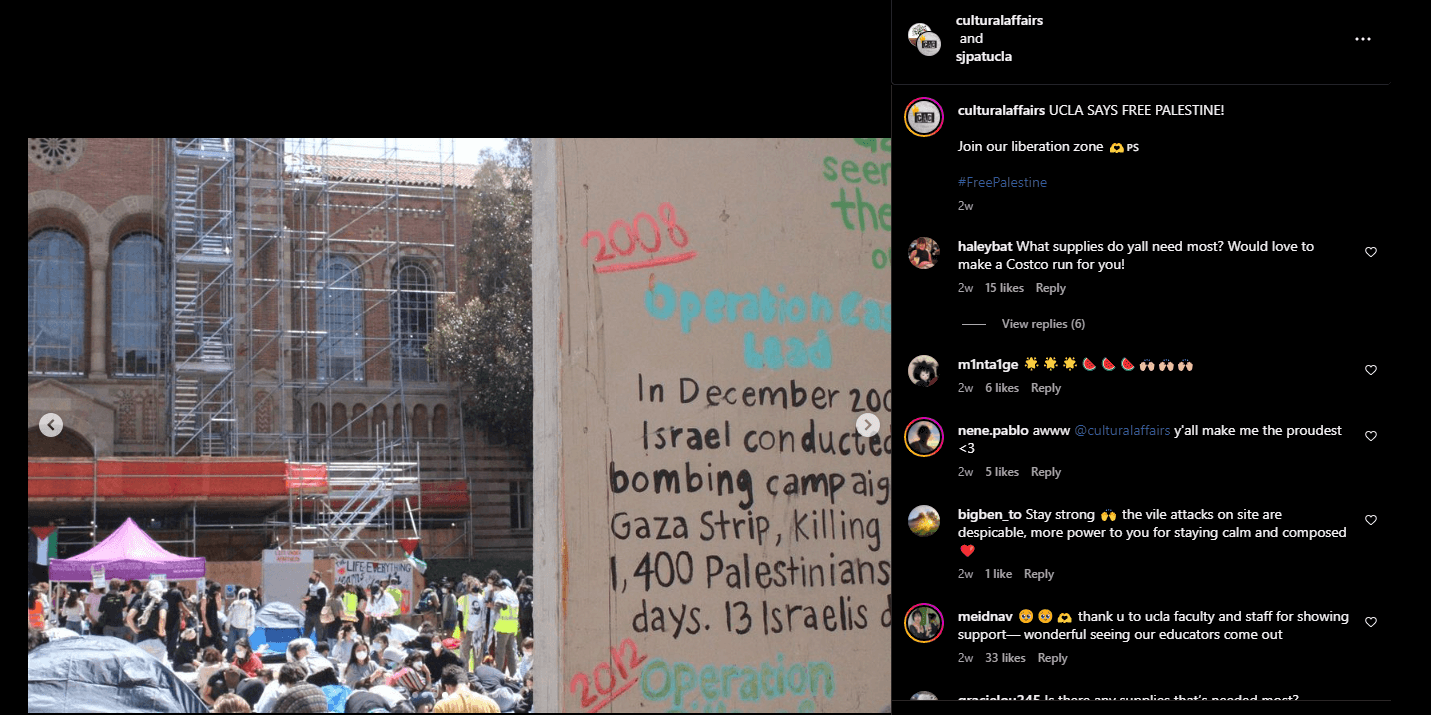 culturalaffairs
and
sjpatucla
culturalaffairs UCLA SAYS FREE PALESTINE!
Join our liberation zone 🫶🇵🇸
#FreePalestine
2w
haleybat What supplies do yall need most? Would love to
make a Costco run for you!
2w 15 likes Reply
View replies (6)
m1nta1ge 🌟 🌟 🌟 🍉 🍉 🍉 🙌🏻 🙌🏻 🙌🏻
2w 6 likes Reply
nene.pablo awww @culturalaffairs y'all make me the proudest
<3
2w 5 likes Reply
bigben_to Stay strong 🙌 the vile attacks on site are
despicable, more power to you for staying calm and composed
❤️
2w 1 like Reply
meidnav 🥺 🥺 🫶 thank u to ucla faculty and staff for showing
support— wonderful seeing our educators come out
2w 33 likes Reply
Is there any supplies that's needed most?
seen
the
2008
Operation Cas
Lead
In December 200
Israel conducted
bombing campaig
Gaza Strip, Killing
1,400 Palestinians
days. 13 Israelis d
2012
Operation
LIFE EVERYTHING